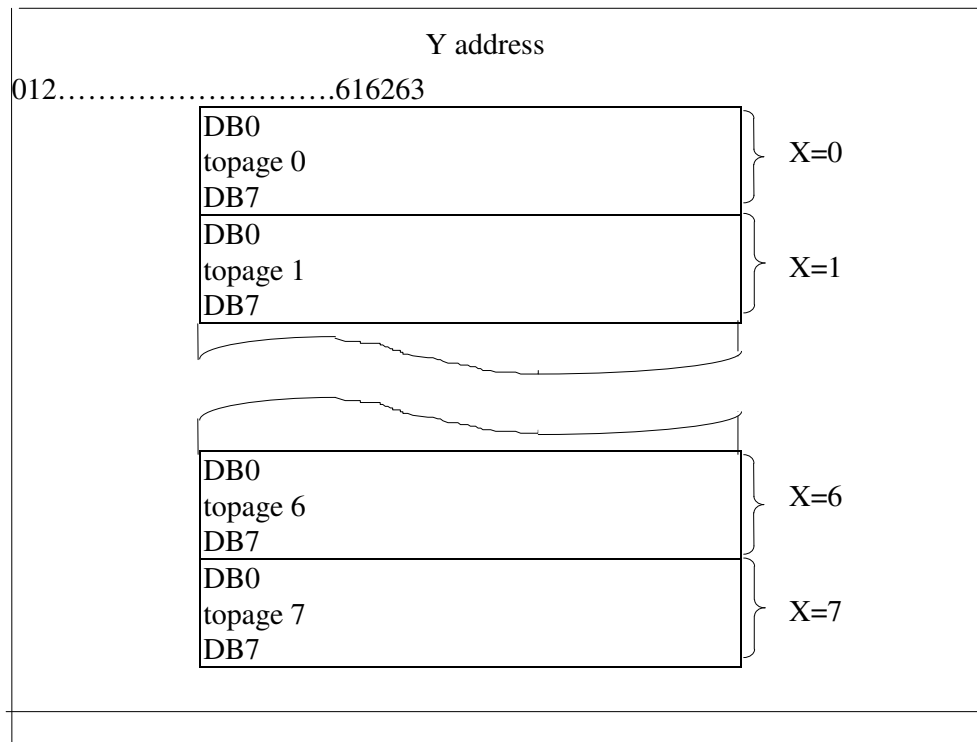 Y address
012……………………….616263
DB0
topage 0
DB7
X=0
DB0
topage 1
DB7
X=1
DB0
topage 6
DB7
X=6
DB0
topage 7
DB7
X=7